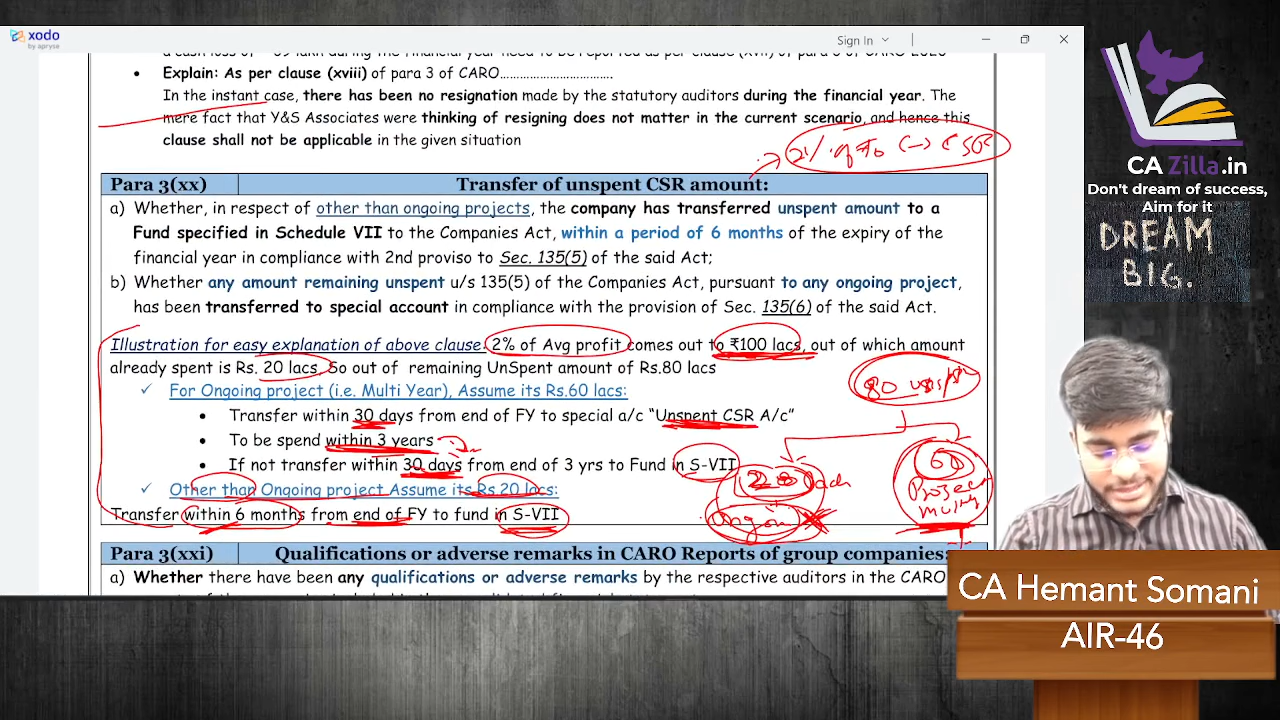 xodo
by apryse
Sign In
• Explain: As per clause (xviii) of para 3 of CARO……………………………….
In the instant case, there has been no resignation made by the statutory auditors during the financial year. The
mere fact that Y&S Associates were thinking of resigning does not matter in the current scenario, and hence this
clause shall not be applicable in the given situation
Para 3(xx) Transfer of unspent CSR amount:
a) Whether, in respect of other than ongoing projects, the company has transferred unspent amount to a
Fund specified in Schedule VII to the Companies Act, within a period of 6 months of the expiry of the
financial year in compliance with 2nd proviso to Sec. 135(5) of the said Act;
b) Whether any amount remaining unspent u/s 135(5) of the Companies Act, pursuant to any ongoing project,
has been transferred to special account in compliance with the provision of Sec. 135(6) of the said Act.
Illustration for easy explanation of above clause. 2% of Avg profit comes out to ₹100 lacs, out of which amount
already spent is Rs. 20 lacs. So out of remaining UnSpent amount of Rs.80 lacs
✓ For Ongoing project (i.e. Multi Year), Assume its Rs.60 lacs:
• Transfer within 30 days from end of FY to special a/c “Unspent CSR A/c”
• To be spend within 3 years
• If not transfer within 30 days from end of 3 yrs to Fund in S-VII
✓ Other than Ongoing project Assume its Rs.20 lacs:
Transfer within 6 months from end of FY to fund in S-VII
80
60
Project
Para 3(xxi) Qualifications or adverse remarks in CARO Reports of group companies:
a) Whether there have been any qualifications or adverse remarks by the respective auditors in the CARO
CA Zilla.in
Don't dream of success,
Aim for it
DREAM
BIG.
CA Hemant Somani
AIR-46